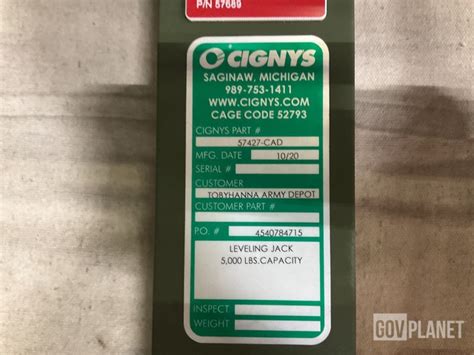 P/N 57669
CIGNYS
SAGINAW, MICHIGAN
989-753-1411
WWW.CIGNYS.COM
CAGE CODE 52793
CIGNYS PART #
57427-CAD
MFG. DATE 10/20
SERIAL #
CUSTOMER
TOBYHANNA ARMY DEPOT
CUSTOMER PART #
P.O. # 4540784715
LEVELING JACK
5,000 LBS.CAPACITY
INSPECT.
WEIGHT
GOVPLANET